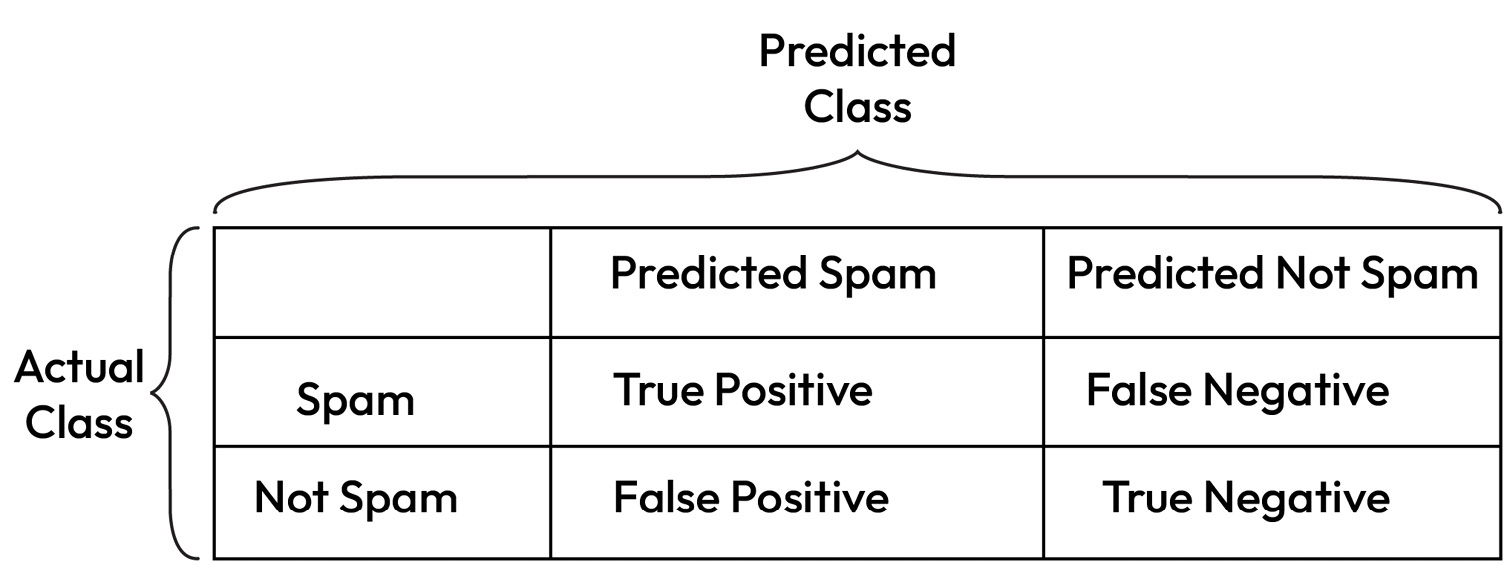 Predicted
Class
Predicted Spam Predicted Not Spam
Actual
Class
Spam True Positive False Negative
Not Spam False Positive True Negative